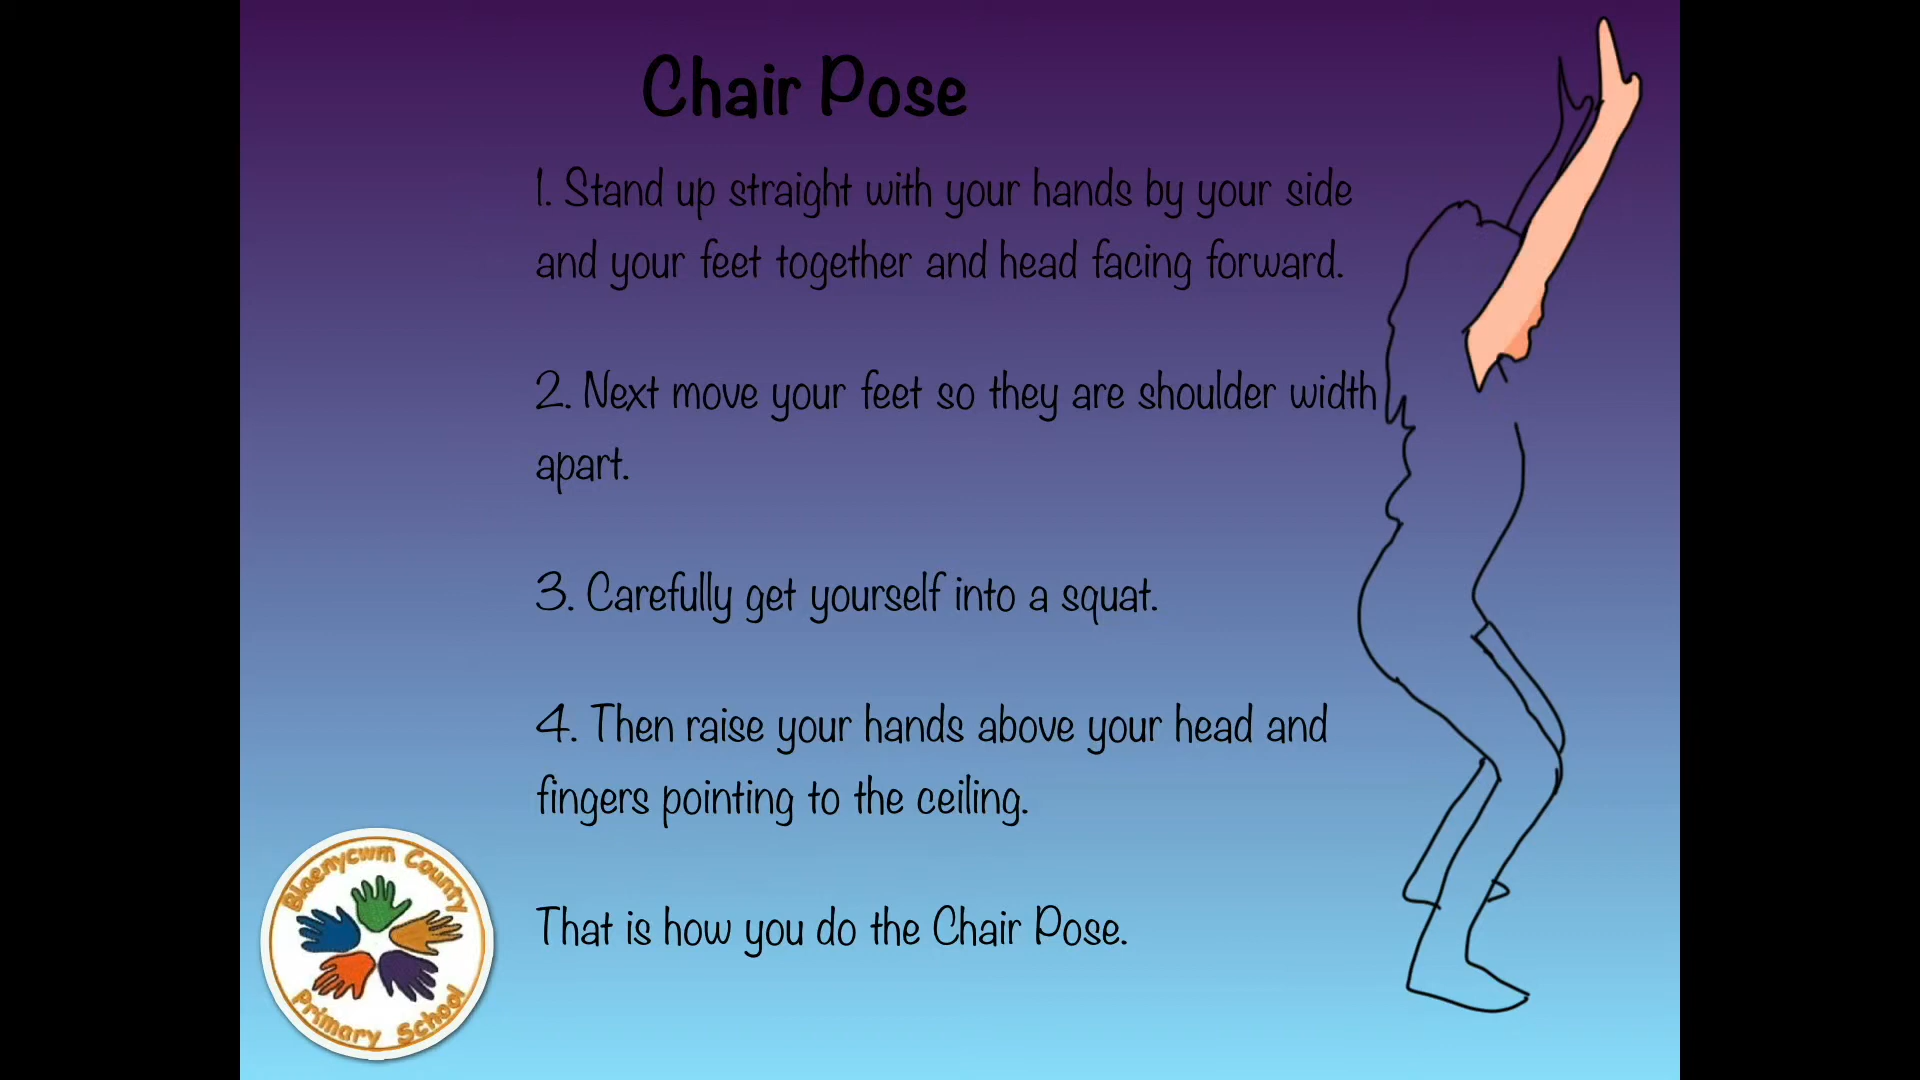 Chair Pose
1. Stand up straight with your hands by your side
and your feet together and head facing forward.
2. Next move your feet so they are shoulder width
apart.
3. Carefully get yourself into a squat.
4. Then raise your hands above your head and
fingers pointing to the ceiling.
That is how you do the Chair Pose.
Blaenycwm County
Primary School